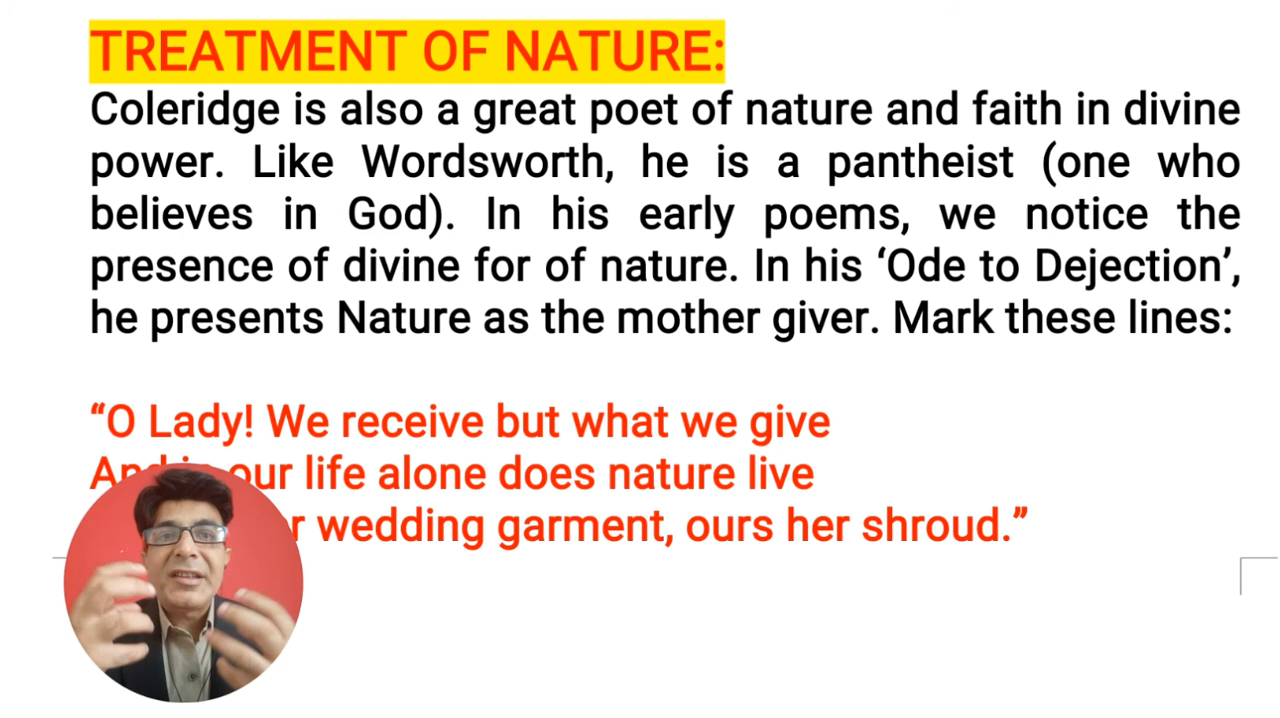 TREATMENT OF NATURE:
Coleridge is also a great poet of nature and faith in divine
power. Like Wordsworth, he is a pantheist (one who
believes in God). In his early poems, we notice the
presence of divine for of nature. In his ‘Ode to Dejection’,
he presents Nature as the mother giver. Mark these lines:
“O Lady! We receive but what we give
our life alone does nature live
wedding garment, ours her shroud.”